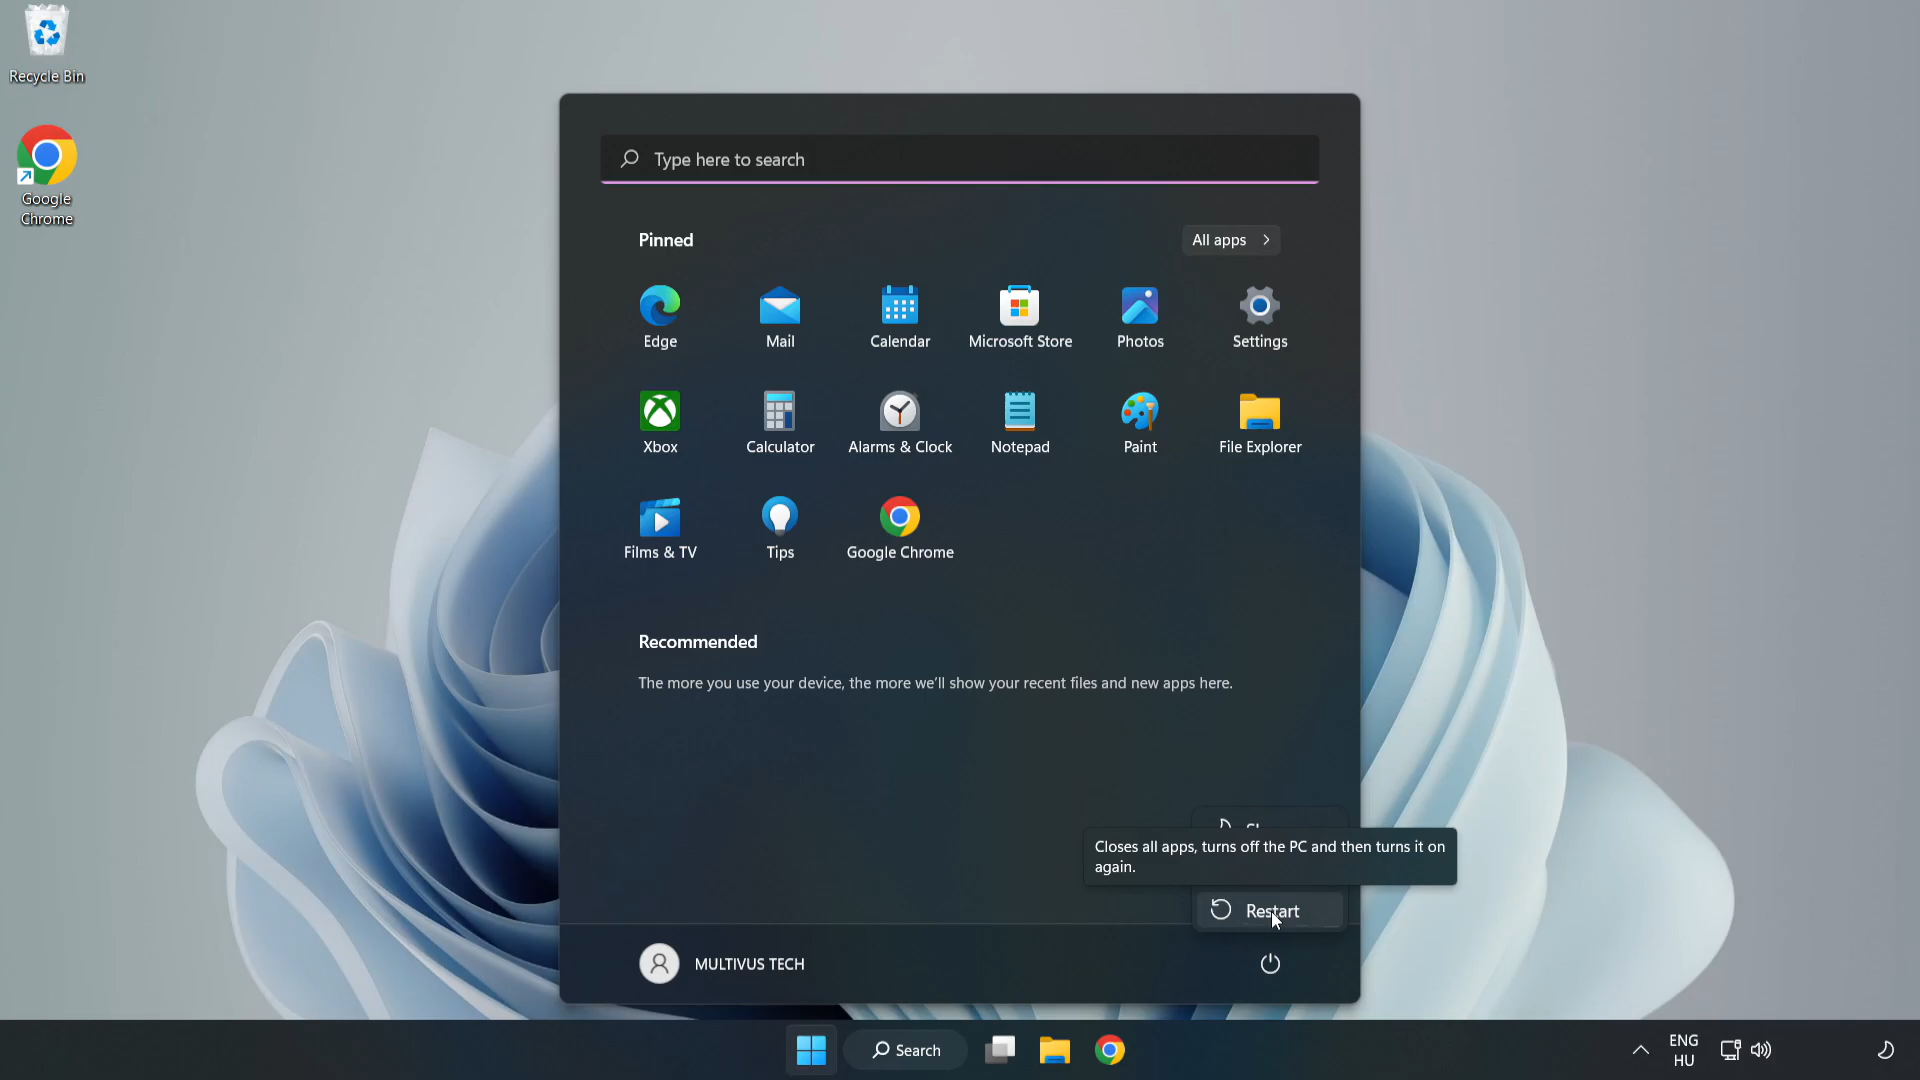 Recycle Bin
Google
Chrome
Type here to search
Pinned
All apps
Edge
Mail
Calendar
Microsoft Store
Photos
Settings
Xbox
Calculator
Alarms & Clock
Notepad
Paint
File Explorer
Films & TV
Tips
Google Chrome
Recommended
The more you use your device, the more we'll show your recent files and new apps here.
Closes all apps, turns off the PC and then turns it on
again.
Restart
MULTIVUS TECH
Search
ENG
HU